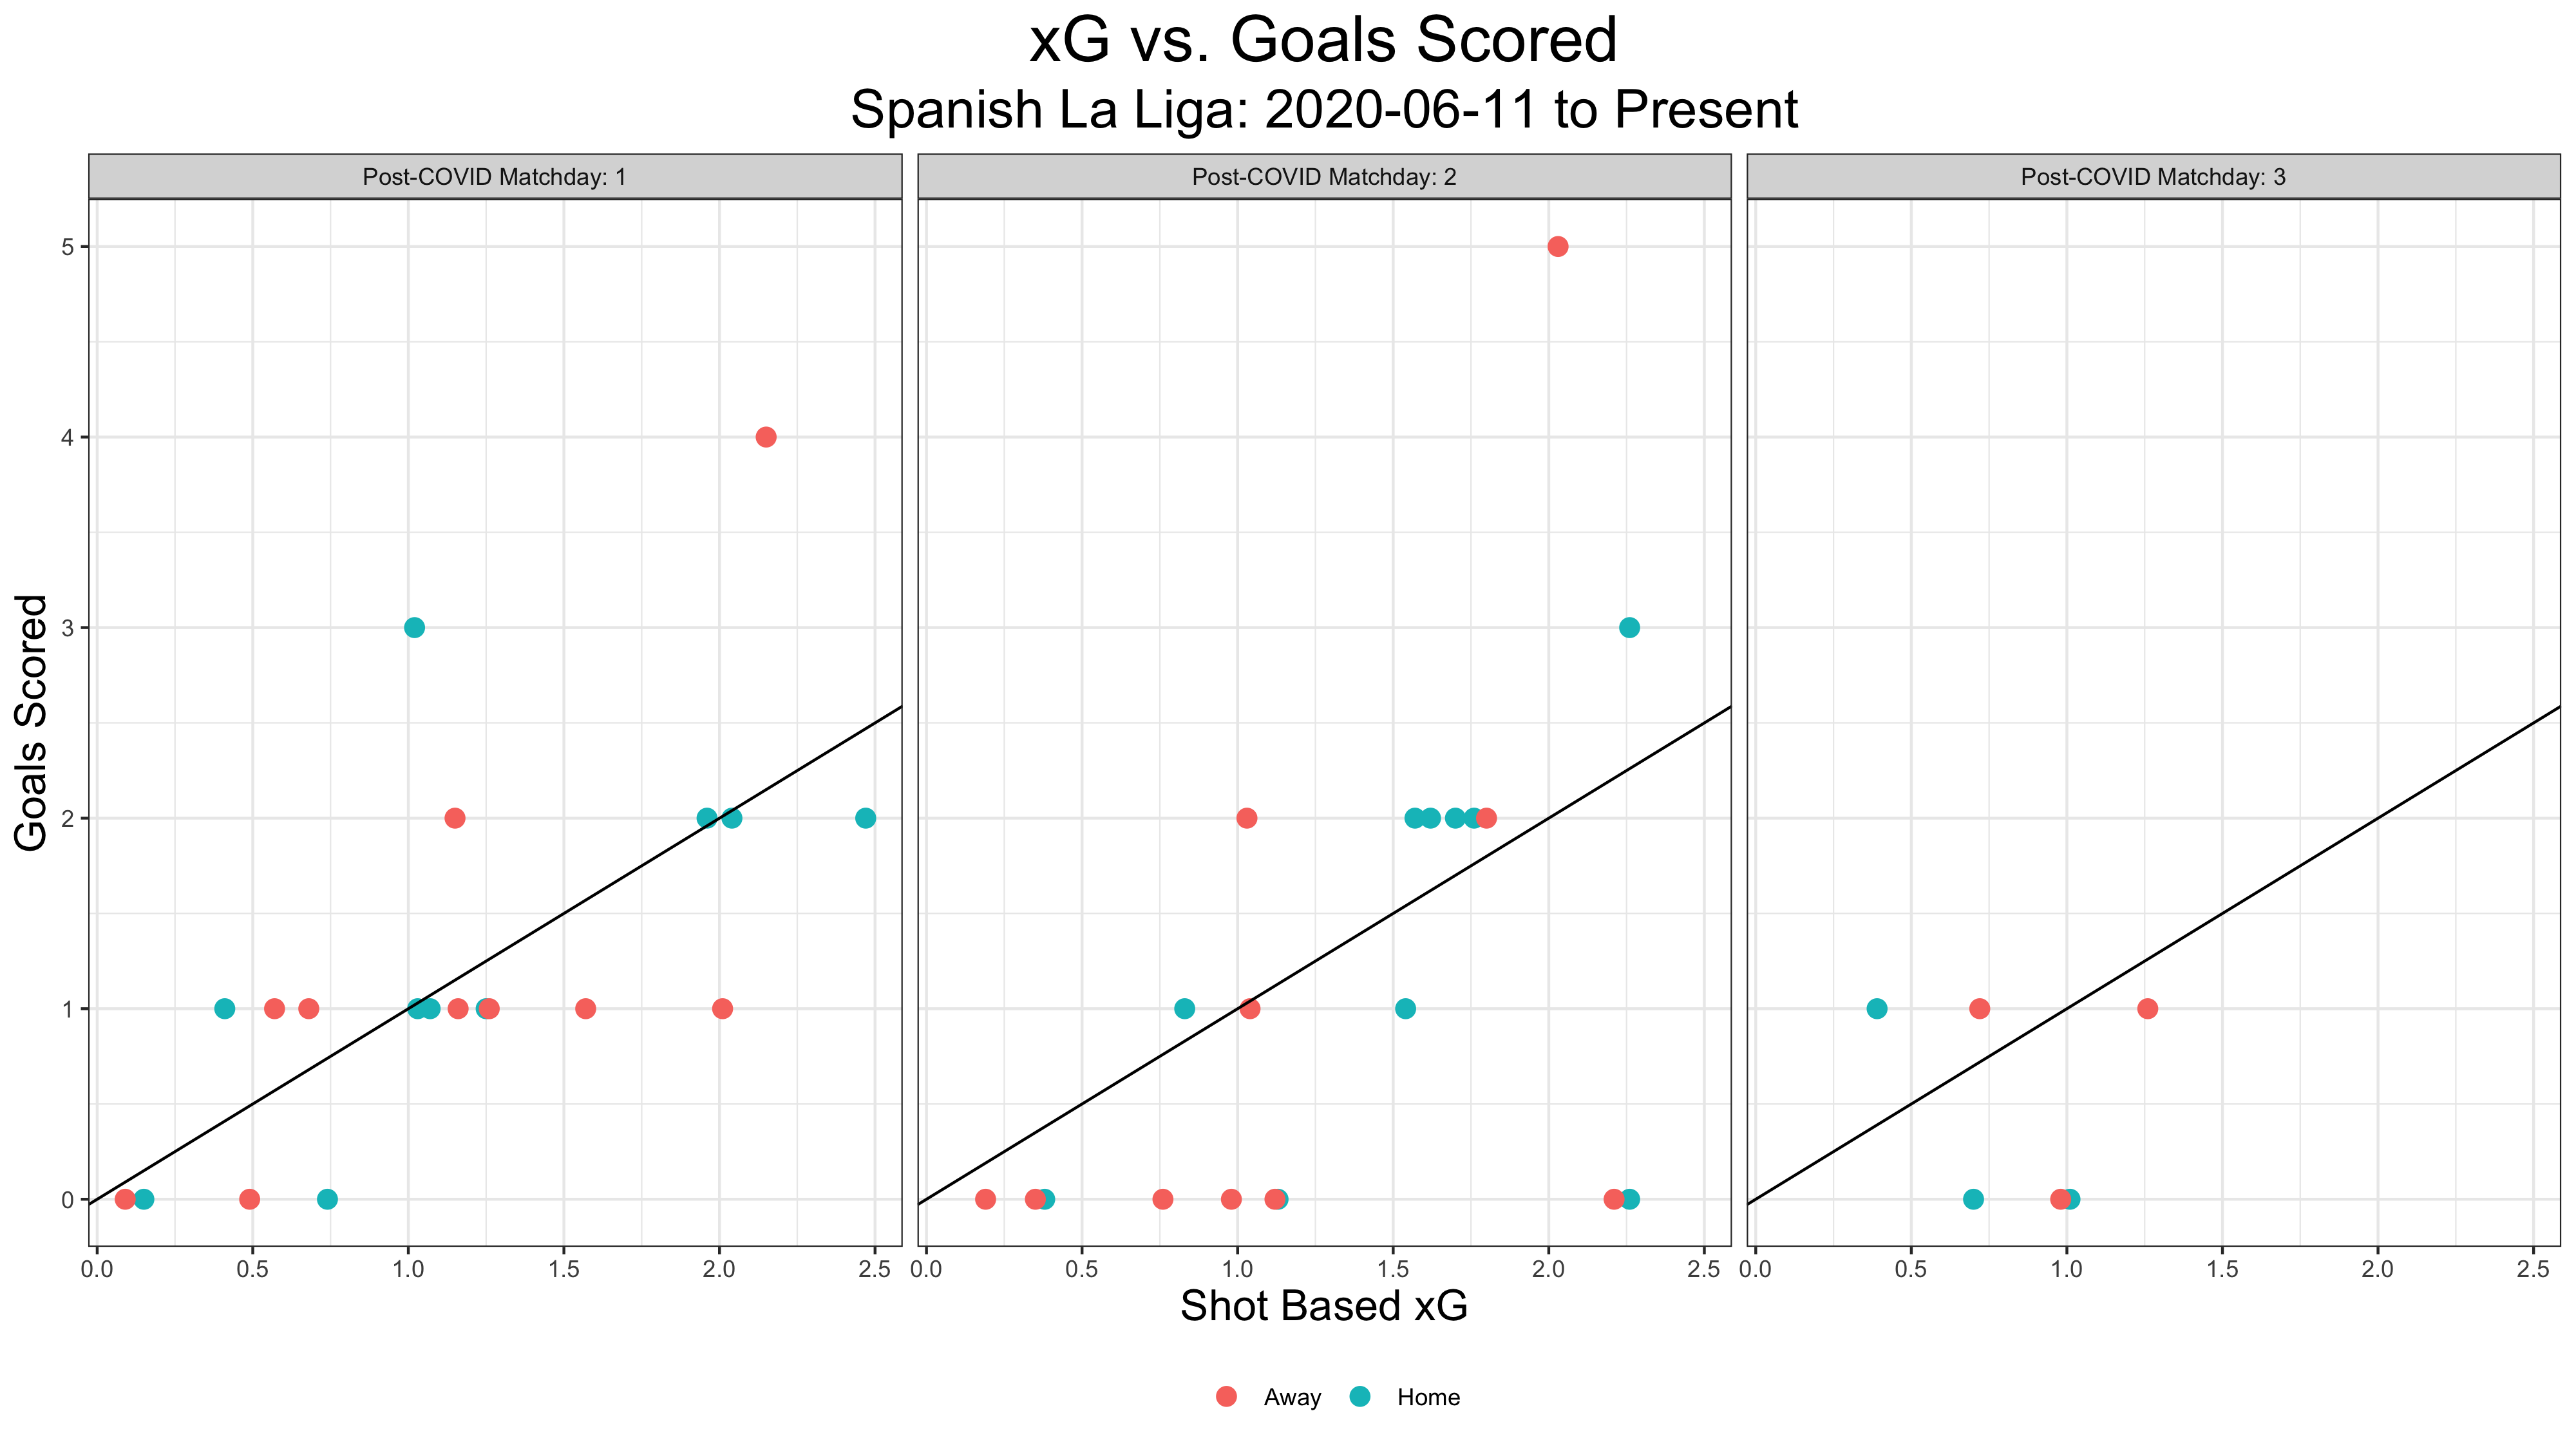 xG vs. Goals Scored
Spanish La Liga: 2020-06-11 to Present
Post-COVID Matchday: 1
Post-COVID Matchday: 2
Post-COVID Matchday: 3
Goals Scored
5
4
3
2
1
0
0.0 0.5 1.0 1.5 2.0 2.5
0.0 0.5 1.0 1.5 2.0 2.5
0.0 0.5 1.0 1.5 2.0 2.5
Shot Based xG
Away Home